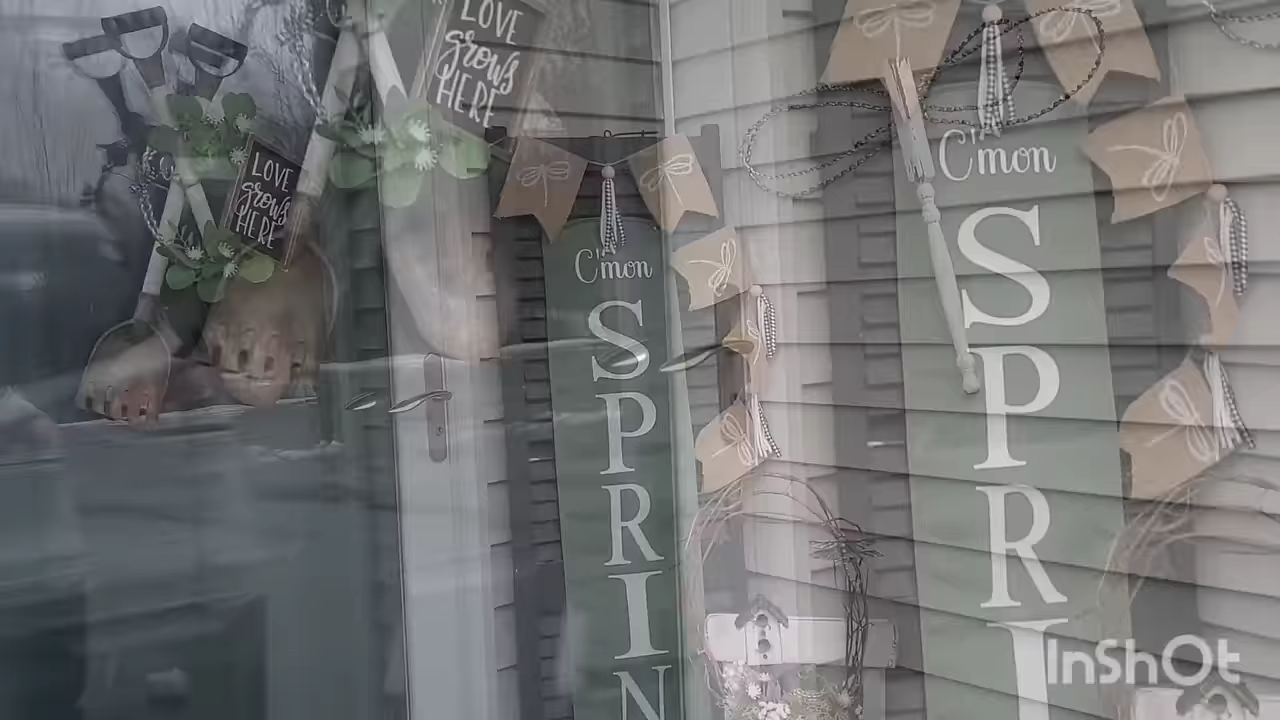 LOVE
grows
HERE
LOVE
grows
HERE
C'mon
SPRIN
C'mon
SPRI
InShOt